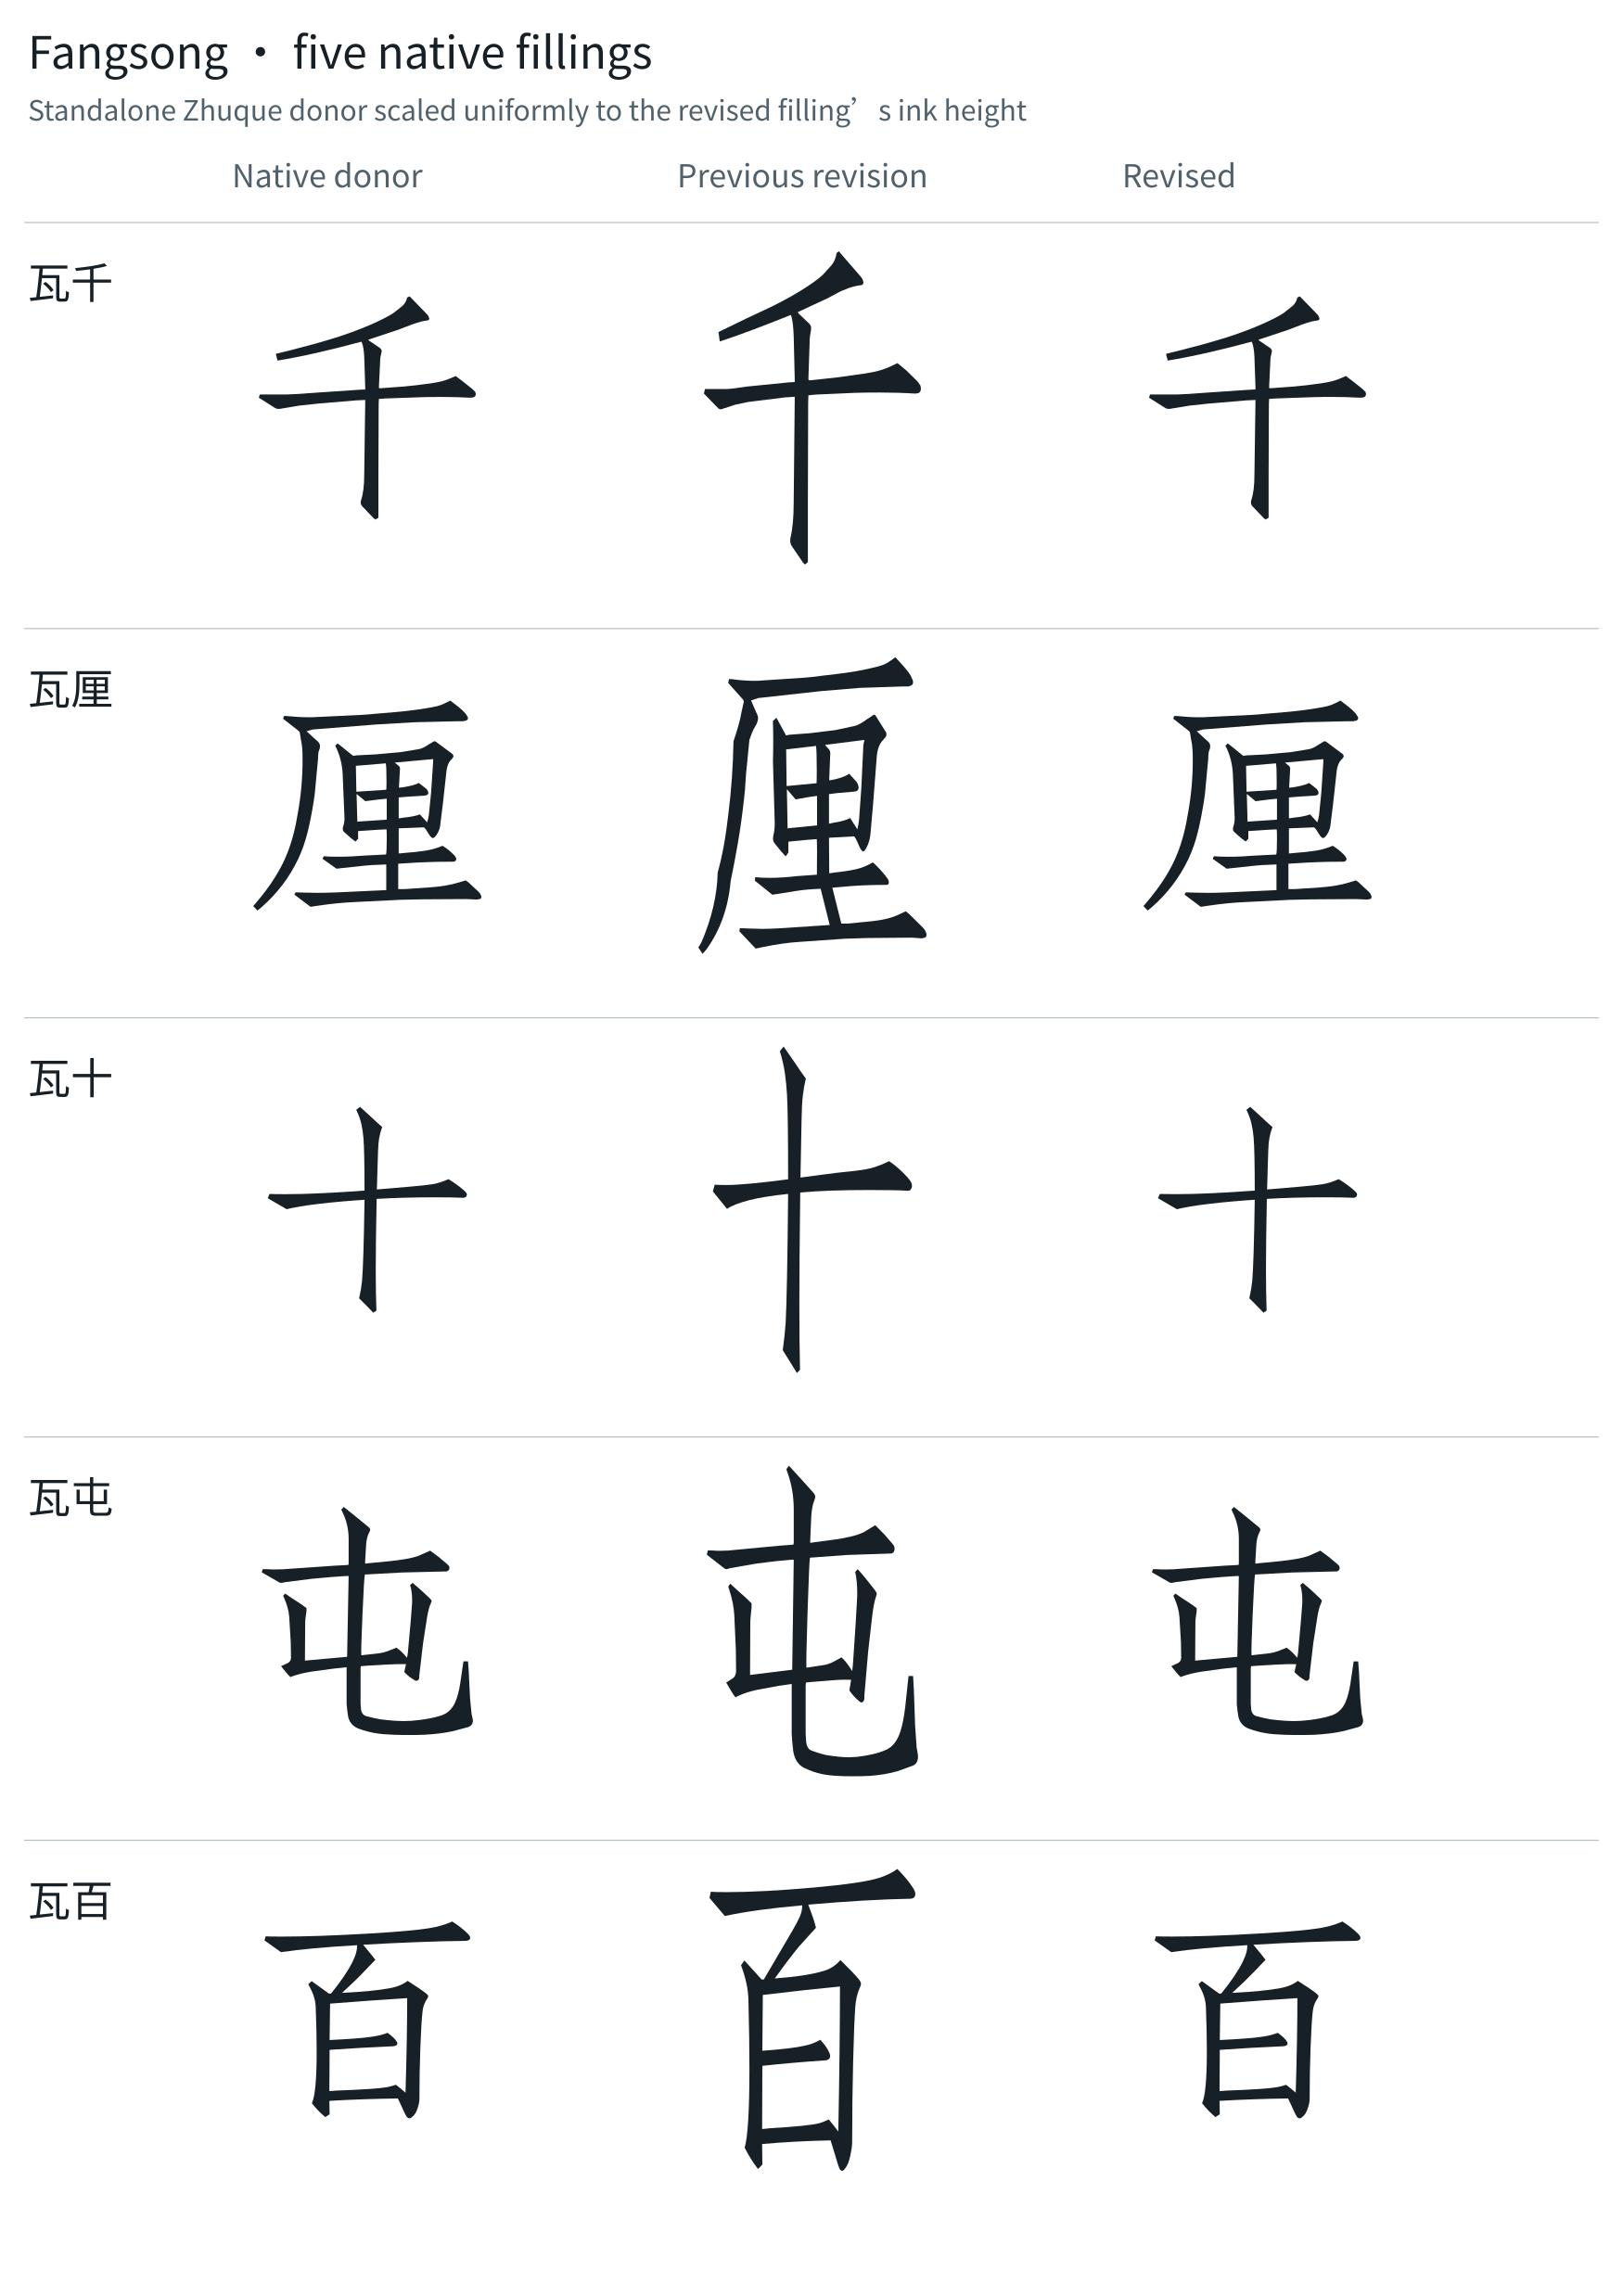 Fangsong · five native fillings
Standalone Zhuque donor scaled uniformly to the revised filling’s ink height
Native donor Previous revision Revised
瓦千 千 千 千
瓦厘 厘 厘 厘
瓦十 十 十 十
瓦屯 屯 屯 屯
瓦百 百 百 百